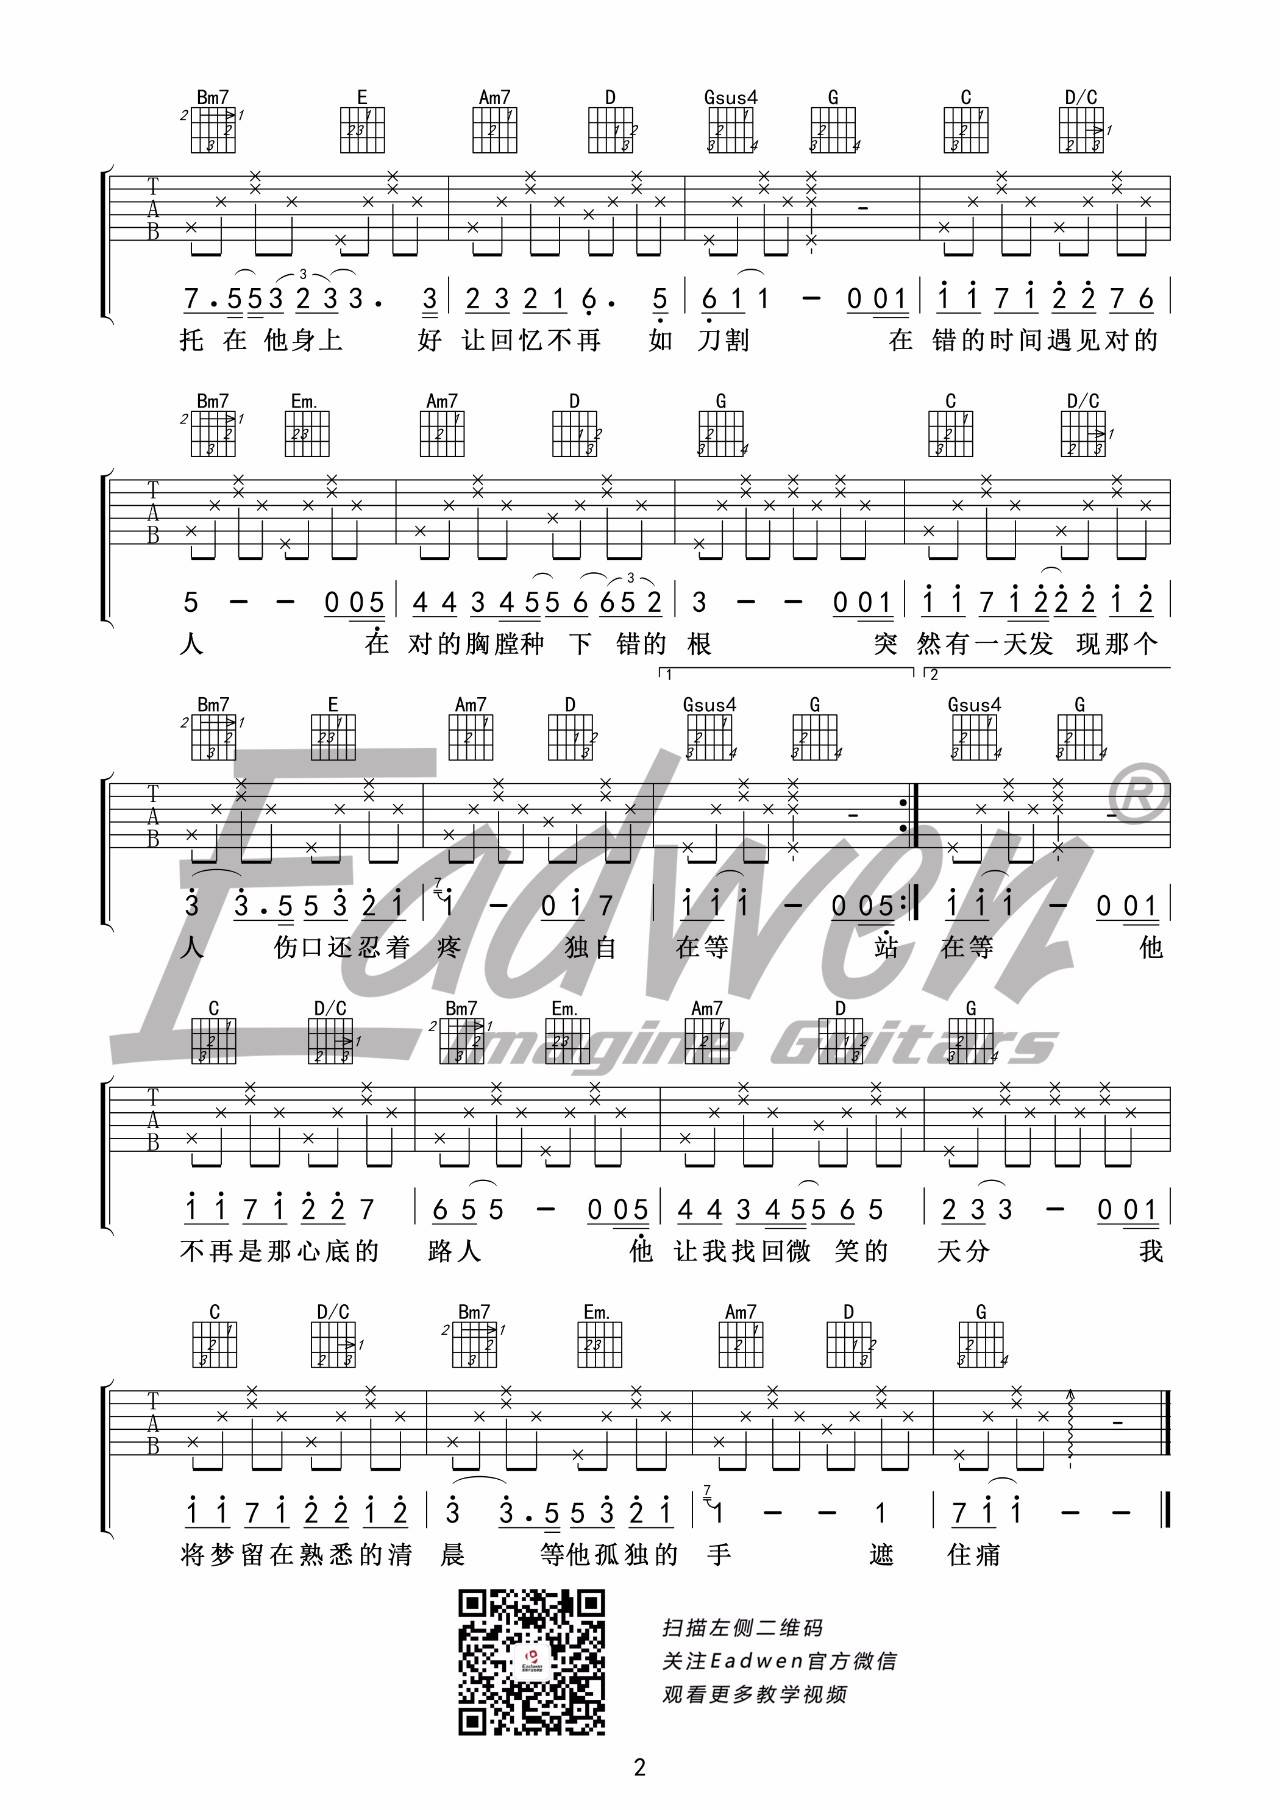 Bm7 E Am7 D Gsus4 G C D/C
7. 5 5 3 2 3 3. 3 | 2 3 2 1 6. 5 | 6 1 1 - 0 0 1 | 1 1 7 1 2 2 7 6
托 在 他身上 好 让回忆不再 如 刀割 在 错的时间遇见对的
Bm7 Em. Am7 D G C D/C
5 - - 0 0 5 | 4 4 3 4 5 5 6 6 5 2 | 3 - - 0 0 1 | 1 1 7 1 2 2 2 1 2
人 在 对的胸膛种 下 错的 根 突 然有一天发 现那个
1 2
Bm7 E Am7 D Gsus4 G Gsus4 G
3 3. 5 5 3 2 1 | 7 1 - 0 1 7 | 1 1 1 - 0 0 5 :| 1 1 1 - 0 0 1
人 伤口还忍着 疼 独自 在等 站 在等 他
Eadwen®
Imagine Guitars
C D/C Bm7 Em. Am7 D G
1 1 7 1 2 2 7 | 6 5 5 - 0 0 5 | 4 4 3 4 5 5 6 5 | 2 3 3 - 0 0 1
不再是那心底的 路人 他 让我找回微 笑的 天分 我
C D/C Bm7 Em. Am7 D G
1 1 7 1 2 2 1 2 | 3 3. 5 5 3 2 1 | 7 1 - - 1 | 7 1 1 - -
将梦留在熟悉的清 晨 等他孤独的 手 遮 住痛
扫描左侧二维码
关注Eadwen官方微信
观看更多教学视频
2